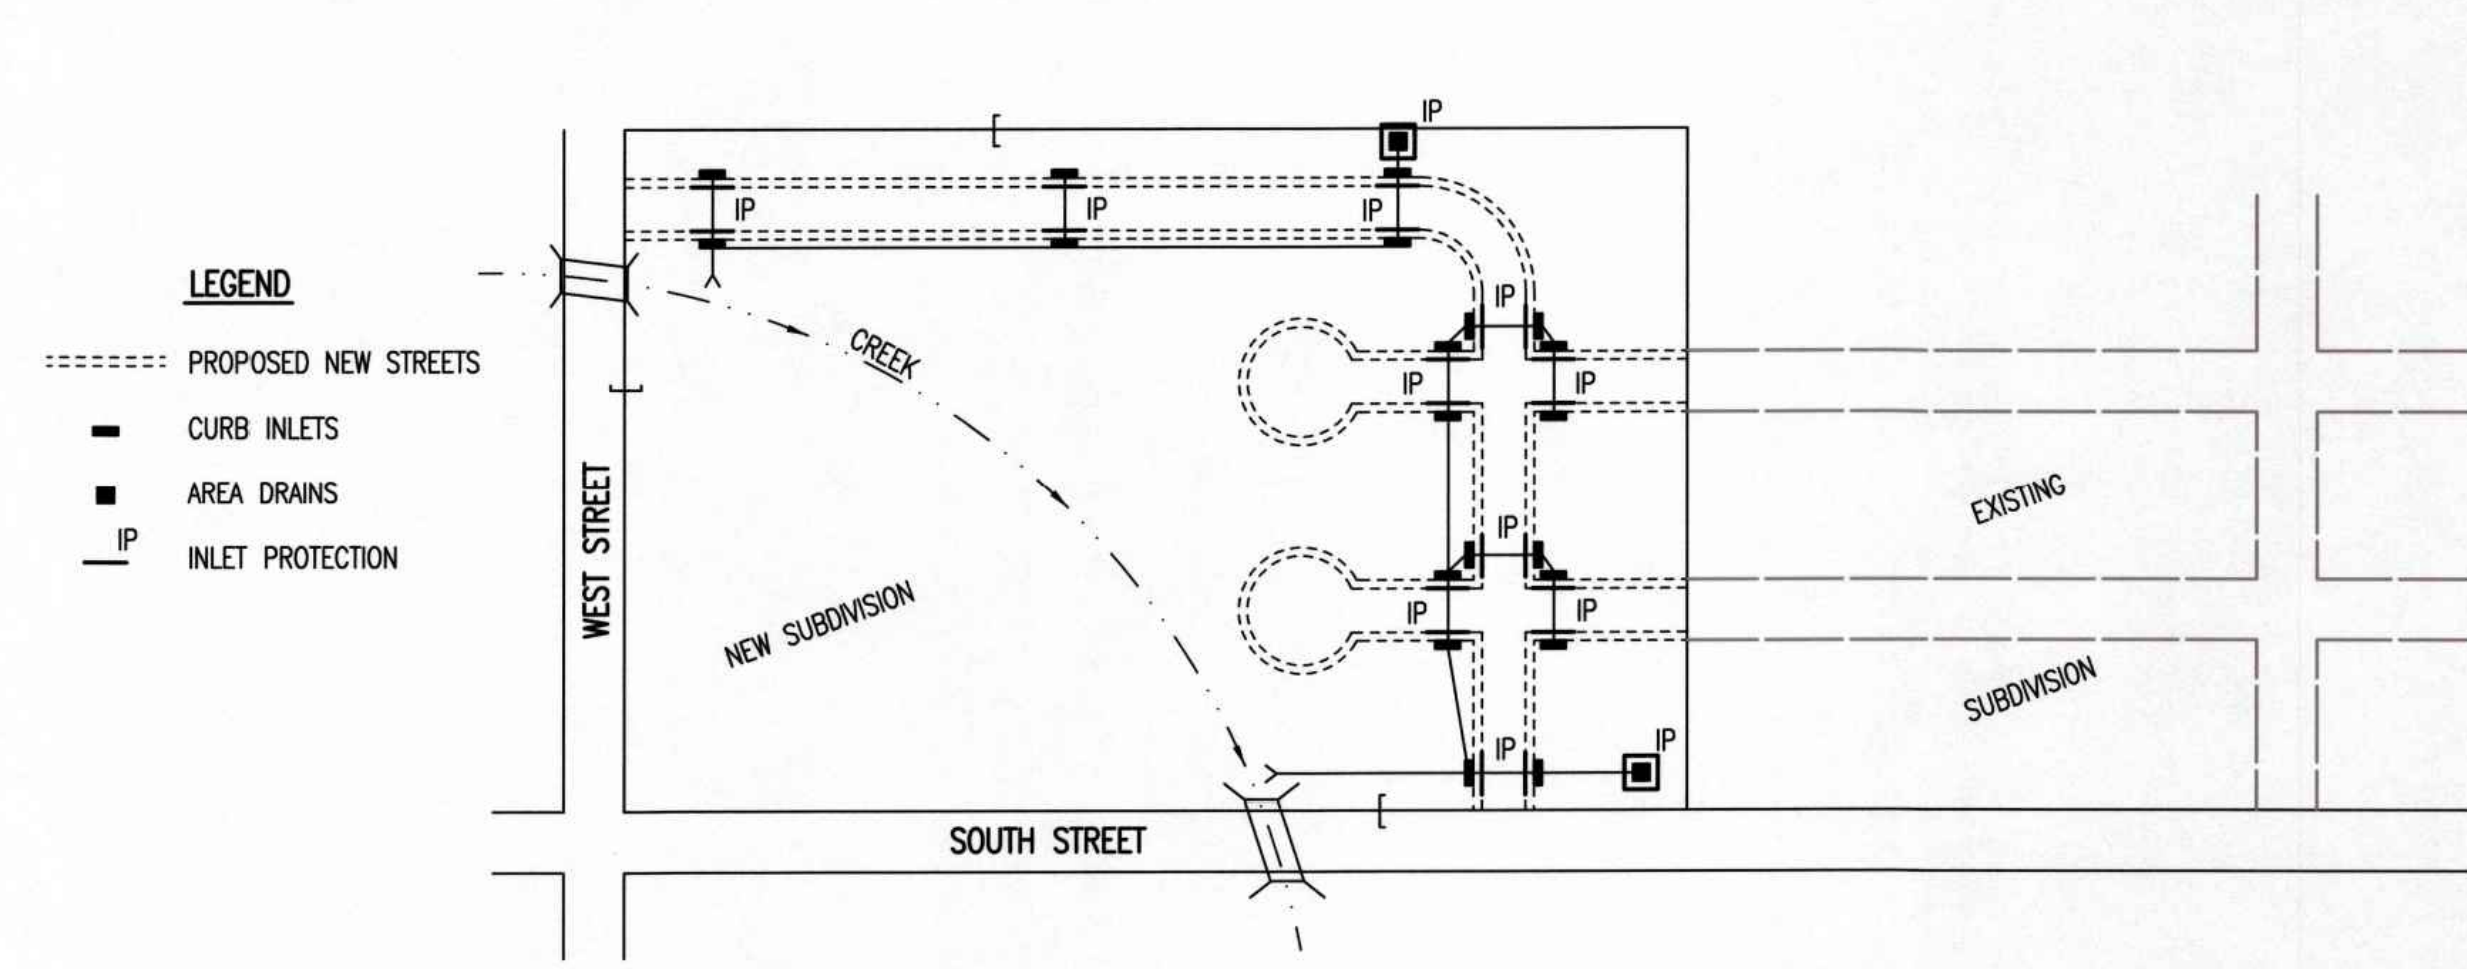 IP
IP
IP
IP
LEGEND
IP
PROPOSED NEW STREETS
CREEK
IP
IP
CURB INLETS
AREA DRAINS
EXISTING
IP
IP
INLET PROTECTION
WEST STREET
NEW SUBDIVISION
IP
IP
SUBDIVISION
IP
IP
SOUTH STREET